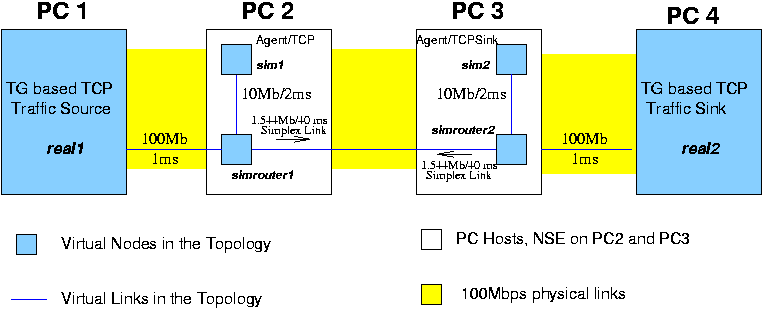 PC 1
PC 2
PC 3
PC 4
TG based TCP
Traffic Source
real1
100Mb
1ms
Agent/TCP
sim1
10Mb/2ms
1.544Mb/40 ms
Simplex Link
simrouter1
Agent/TCPSink
sim2
10Mb/2ms
simrouter2
1.544Mb/40 ms
Simplex Link
100Mb
1ms
TG based TCP
Traffic Sink
real2
Virtual Nodes in the Topology
PC Hosts, NSE on PC2 and PC3
Virtual Links in the Topology
100Mbps physical links